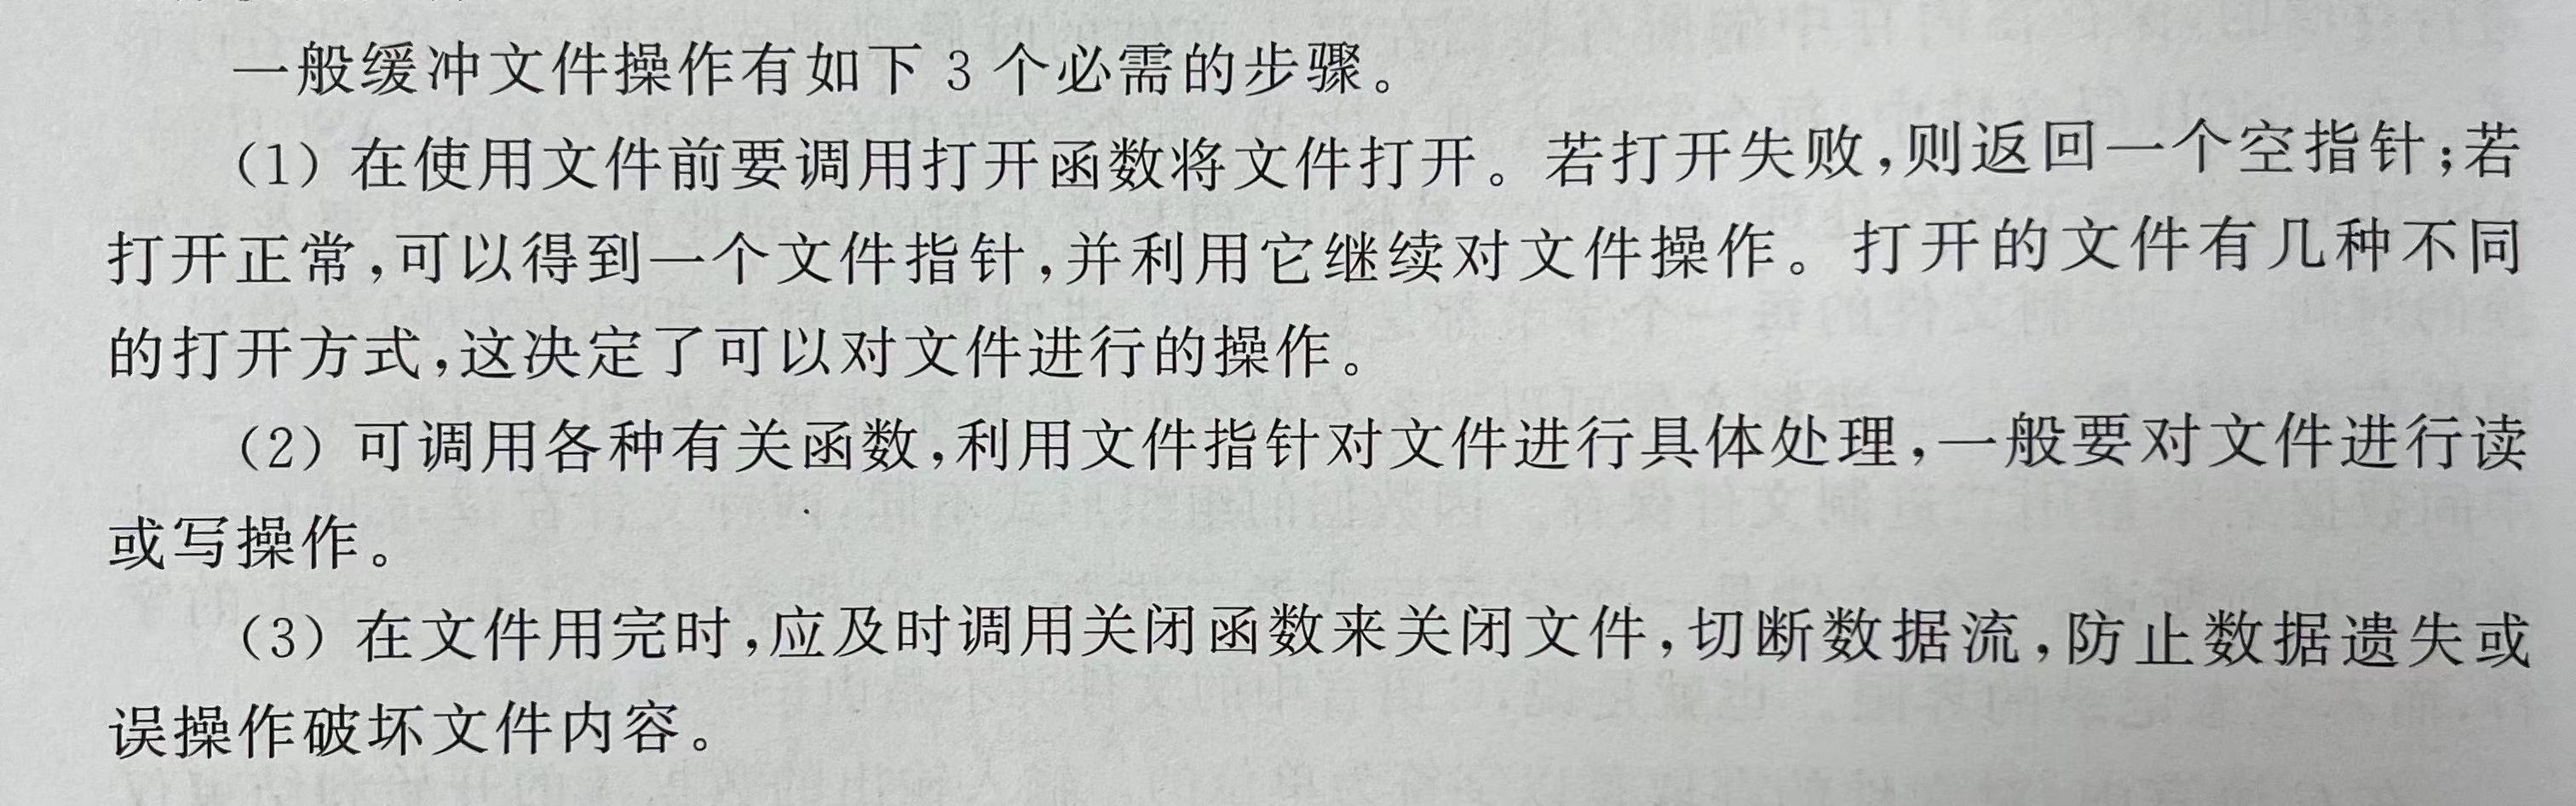 一般缓冲文件操作有如下 3 个必需的步骤。
（1）在使用文件前要调用打开函数将文件打开。若打开失败,则返回一个空指针;若
打开正常,可以得到一个文件指针,并利用它继续对文件操作。打开的文件有几种不同
的打开方式,这决定了可以对文件进行的操作。
（2）可调用各种有关函数,利用文件指针对文件进行具体处理,一般要对文件进行读
或写操作。
（3）在文件用完时,应及时调用关闭函数来关闭文件,切断数据流,防止数据遗失或
误操作破坏文件内容。